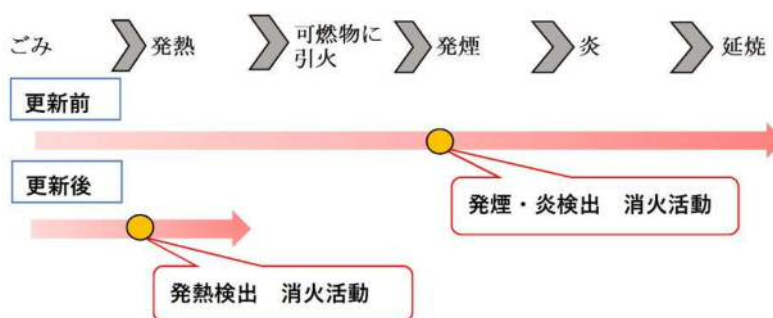 ごみ
発熱
可燃物に
引火
発煙
炎
延焼
更新前
発煙・炎検出　消火活動
更新後
発熱検出　消火活動